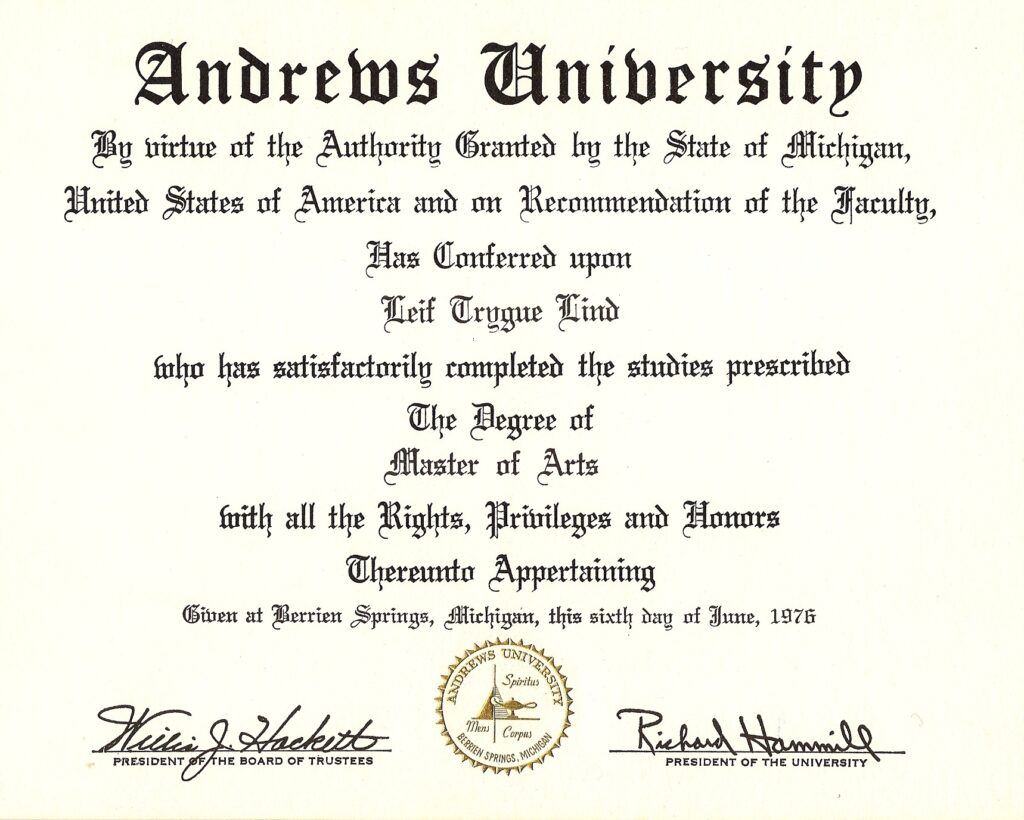 Andrews University
By virtue of the Authority Granted by the State of Michigan,
United States of America and on Recommendation of the Faculty,
Has Conferred upon
Leif Trygue Lind
who has satisfactorily completed the studies prescribed
The Degree of
Master of Arts
with all the Rights, Privileges and Honors
Thereunto Appertaining
Given at Berrien Springs, Michigan, this sixth day of June, 1976
ANDREWS UNIVERSITY
Spiritus
Mens
Corpus
BERRIEN SPRINGS, MICHIGAN
Willis J. Hackett
PRESIDENT OF THE BOARD OF TRUSTEES
Richard Hammill
PRESIDENT OF THE UNIVERSITY